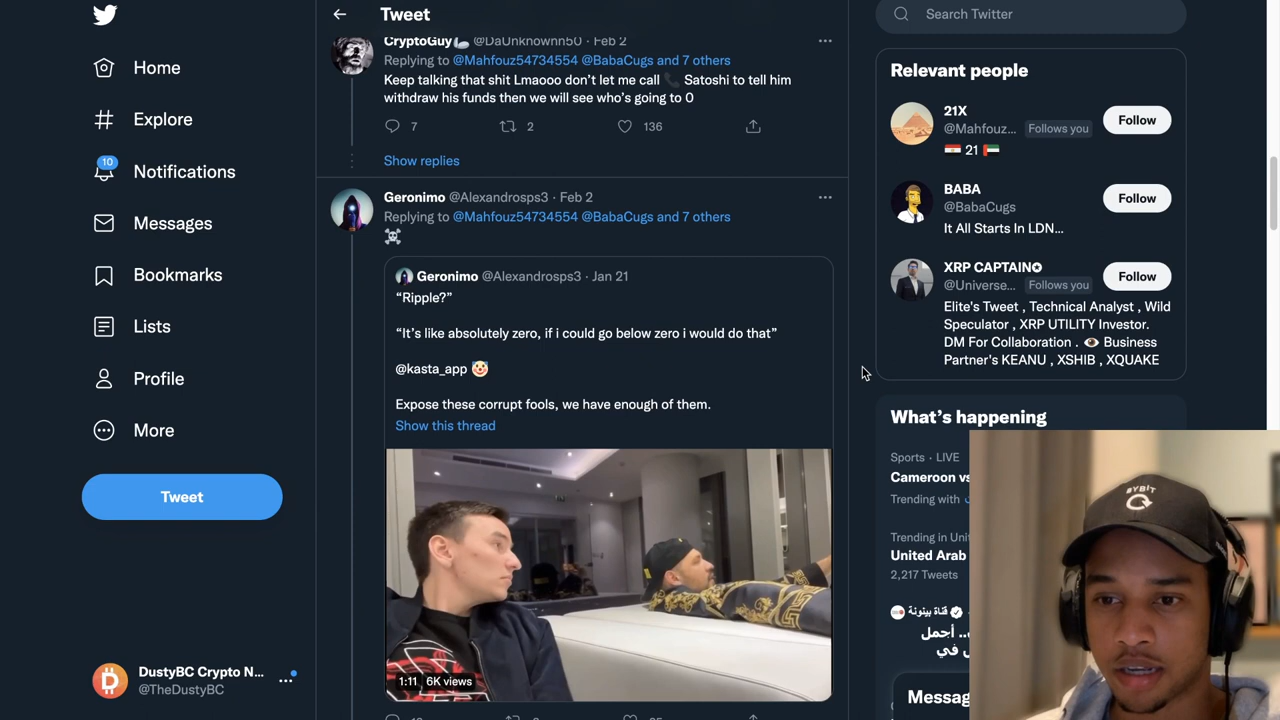 Home
Explore
10
Notifications
Messages
Bookmarks
Lists
Profile
More
Tweet
DustyBC Crypto N...
@TheDustyBC
Tweet
CryptoGuy @DaUnknownn50 · Feb 2
Replying to @Mahfouz54734554 @BabaCugs and 7 others
Keep talking that shit Lmaooo don't let me call 📞 Satoshi to tell him
withdraw his funds then we will see who's going to 0
7 2 136
Show replies
Geronimo @Alexandrosps3 · Feb 2
Replying to @Mahfouz54734554 @BabaCugs and 7 others
☠️
Geronimo @Alexandrosps3 · Jan 21
“Ripple?”
“It's like absolutely zero, if i could go below zero i would do that”
@kasta_app 🤡
Expose these corrupt fools, we have enough of them.
Show this thread
1:11 6K views
Search Twitter
Relevant people
21X
@Mahfouz... Follows you
Follow
🇪🇬 21 🇦🇪
BABA
@BabaCugs
Follow
It All Starts In LDN...
XRP CAPTAIN✪
@Universe... Follows you
Follow
Elite's Tweet , Technical Analyst , Wild
Speculator , XRP UTILITY Investor.
DM For Collaboration . 👁️ Business
Partner's KEANU , XSHIB , XQUAKE
What's happening
Sports · LIVE
Cameroon vs
Trending with
Trending in Unit
United Arab
2,217 Tweets
قناة بينونة
.. أجمل
في
Messag
BYBIT